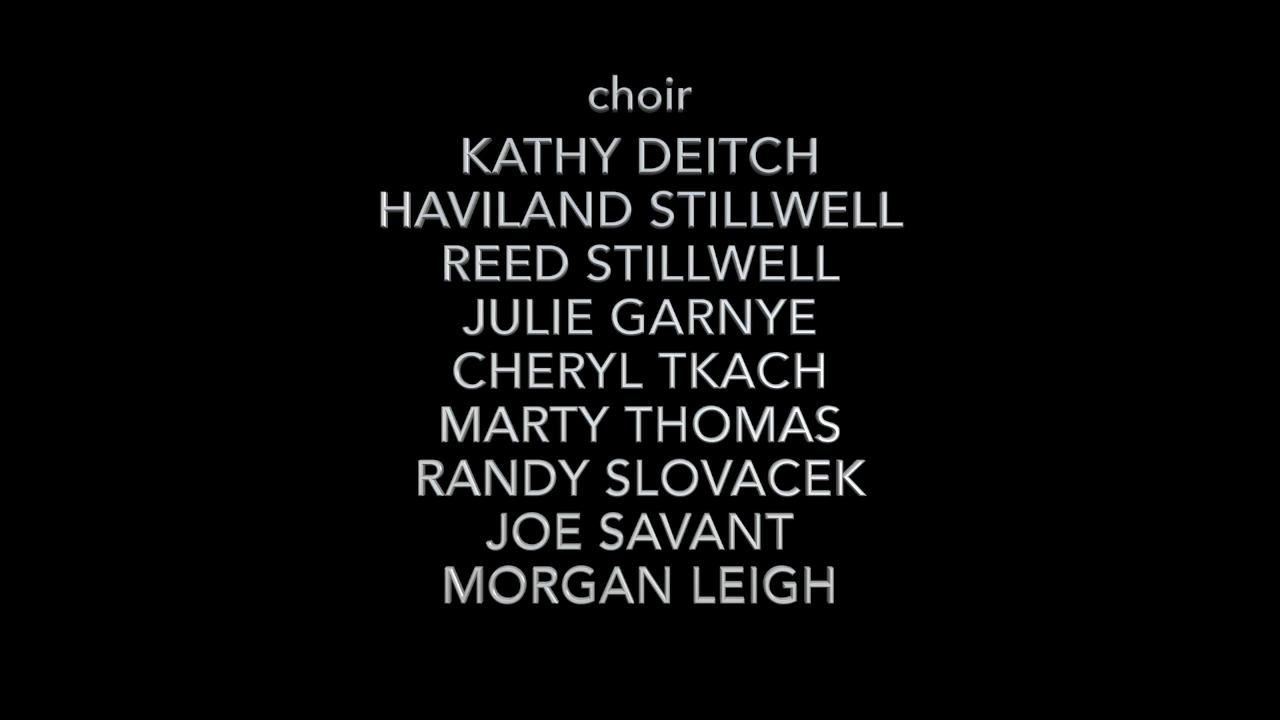 choir
KATHY DEITCH
HAVILAND STILLWELL
REED STILLWELL
JULIE GARNYE
CHERYL TKACH
MARTY THOMAS
RANDY SLOVACEK
JOE SAVANT
MORGAN LEIGH